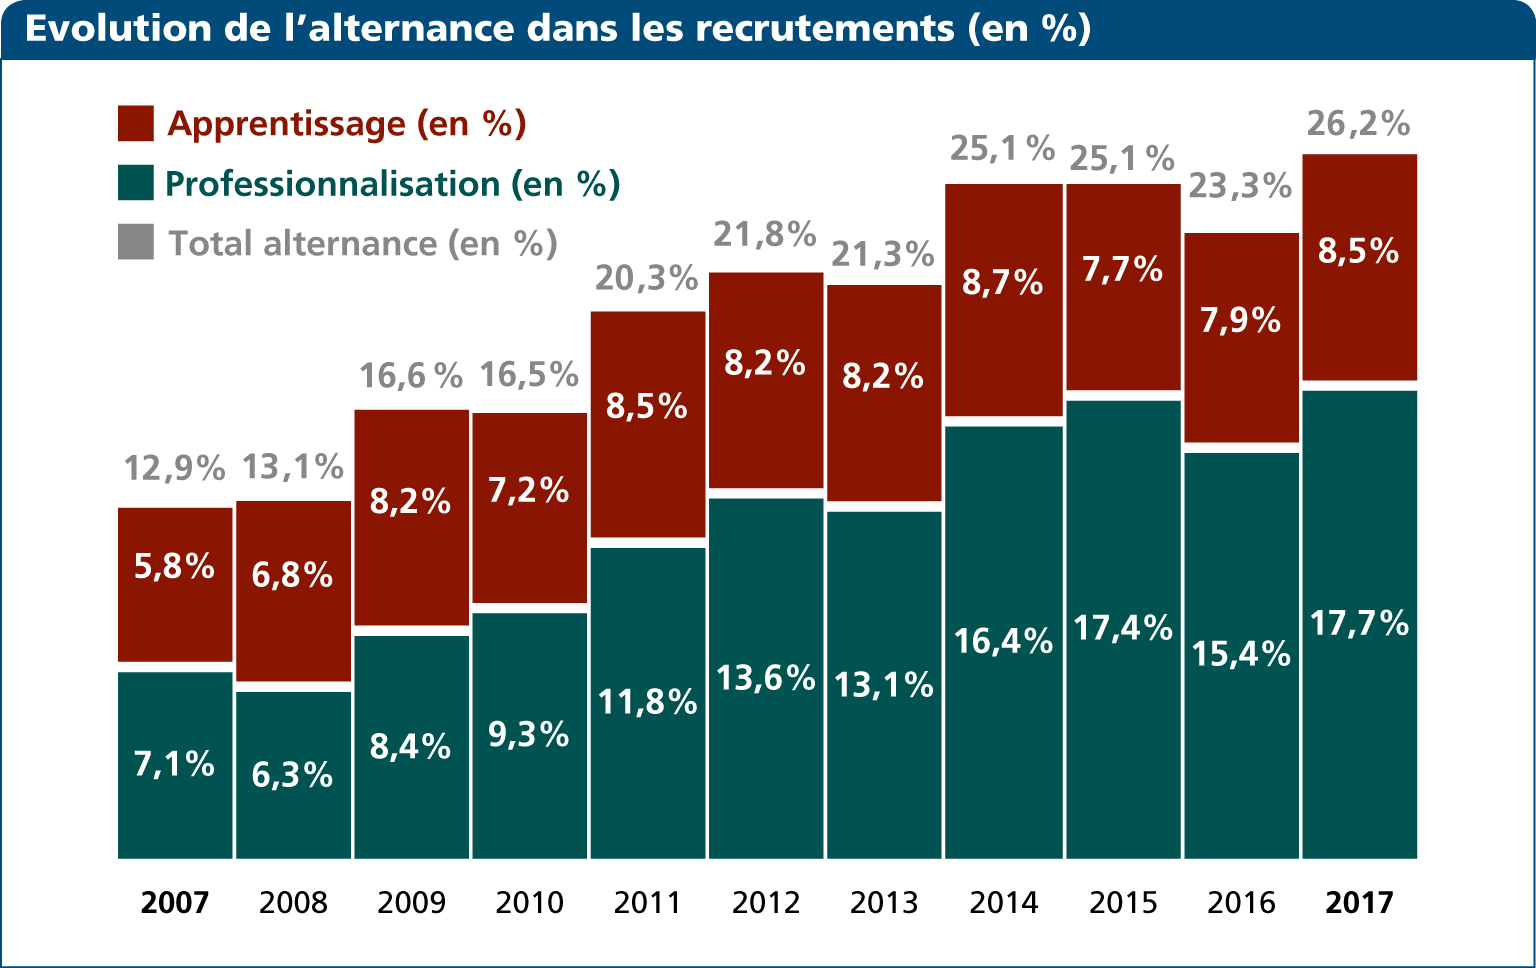 Evolution de l’alternance dans les recrutements (en %)
Apprentissage (en %)
Professionnalisation (en %)
Total alternance (en %)
12,9% 13,1% 16,6 % 16,5% 20,3% 21,8% 21,3% 25,1 % 25,1 % 23,3% 26,2%
5,8% 6,8% 8,2% 7,2% 8,5% 8,2% 8,2% 8,7% 7,7% 7,9% 8,5%
7,1% 6,3% 8,4% 9,3% 11,8% 13,6% 13,1% 16,4% 17,4% 15,4% 17,7%
2007 2008 2009 2010 2011 2012 2013 2014 2015 2016 2017